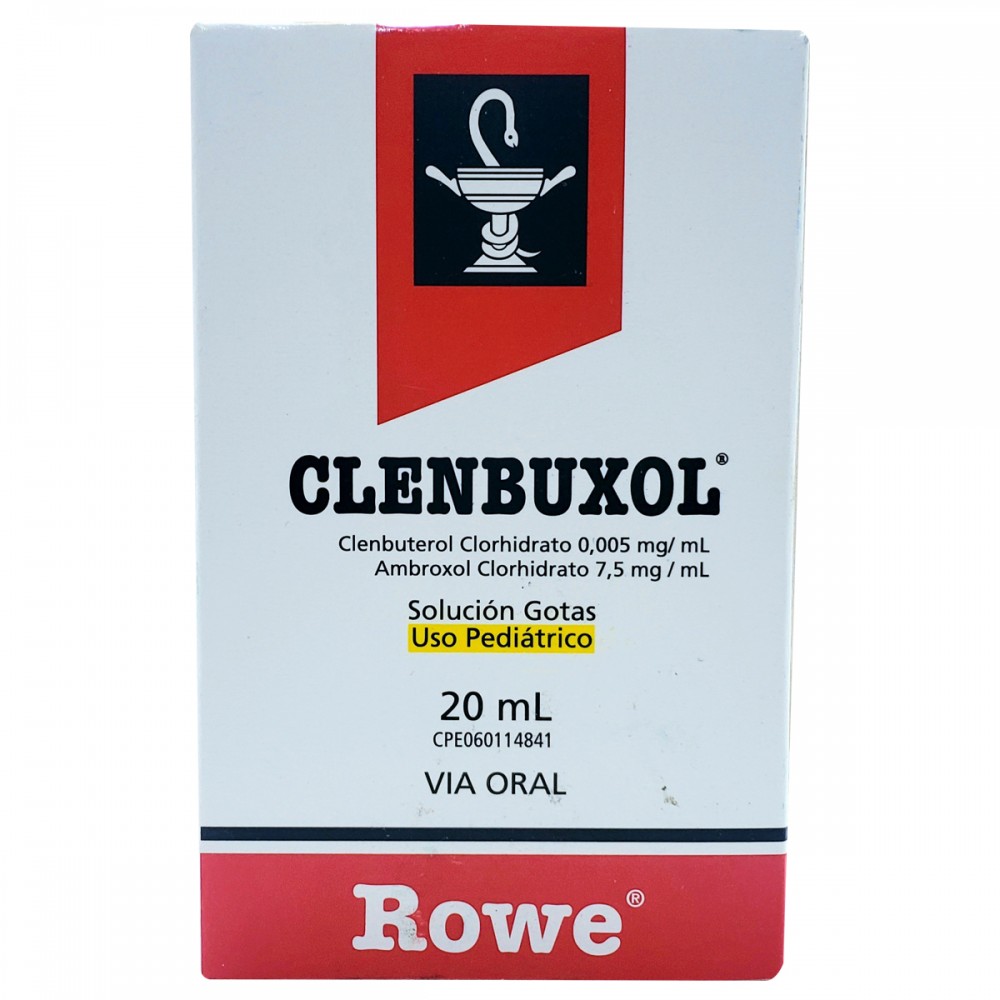 CLENBUXOL®
Clenbuterol Clorhidrato 0,005 mg/ mL
Ambroxol Clorhidrato 7,5 mg / mL
Solución Gotas
Uso Pediátrico
20 mL
CPE060114841
VIA ORAL
Rowe®